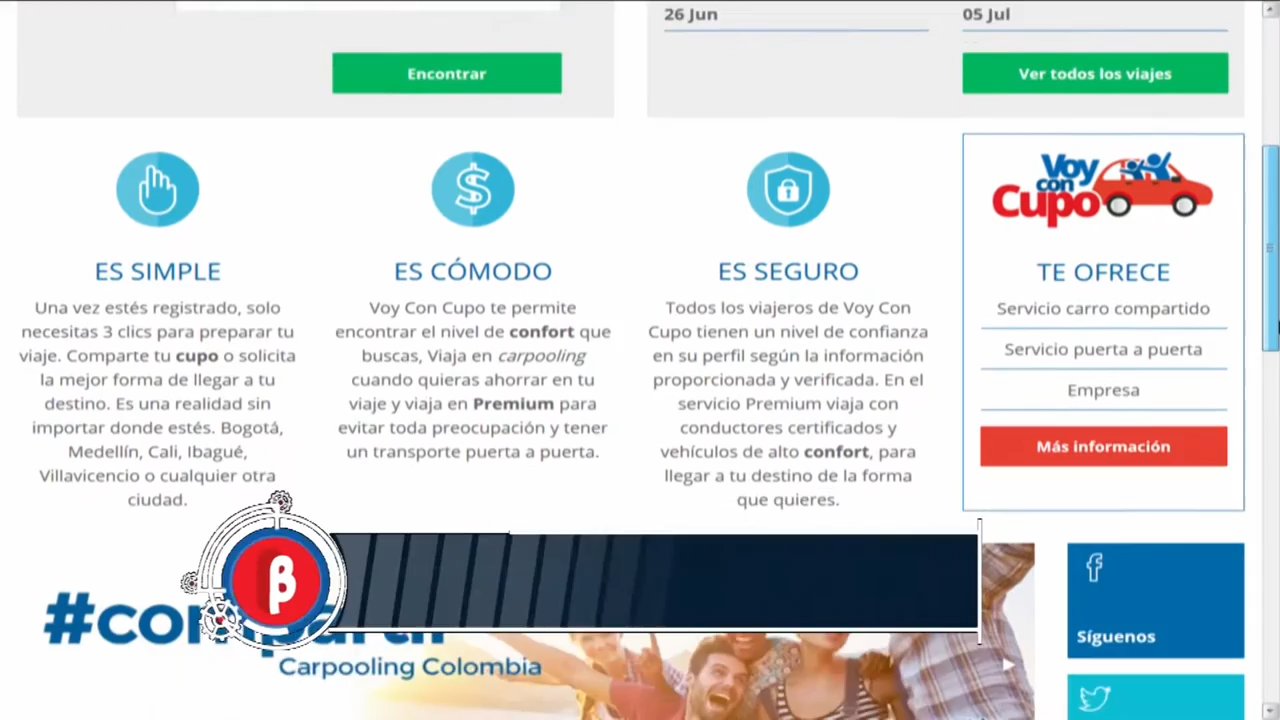 26 Jun
05 Jul
Encontrar
Ver todos los viajes
ES SIMPLE
Una vez estés registrado, solo
necesitas 3 clics para preparar tu
viaje. Comparte tu cupo o solicita
la mejor forma de llegar a tu
destino. Es una realidad sin
importar donde estés. Bogotá,
Medellín, Cali, Ibagué,
Villavicencio o cualquier otra
ciudad.
ES CÓMODO
Voy Con Cupo te permite
encontrar el nivel de confort que
buscas, Viaja en carpooling
cuando quieras ahorrar en tu
viaje y viaja en Premium para
evitar toda preocupación y tener
un transporte puerta a puerta.
ES SEGURO
Todos los viajeros de Voy Con
Cupo tienen un nivel de confianza
en su perfil según la información
proporcionada y verificada. En el
servicio Premium viaja con
conductores certificados y
vehículos de alto confort, para
llegar a tu destino de la forma
que quieres.
Voy
con
Cupo
TE OFRECE
Servicio carro compartido
Servicio puerta a puerta
Empresa
Más información
β
Carpooling Colombia
Síguenos